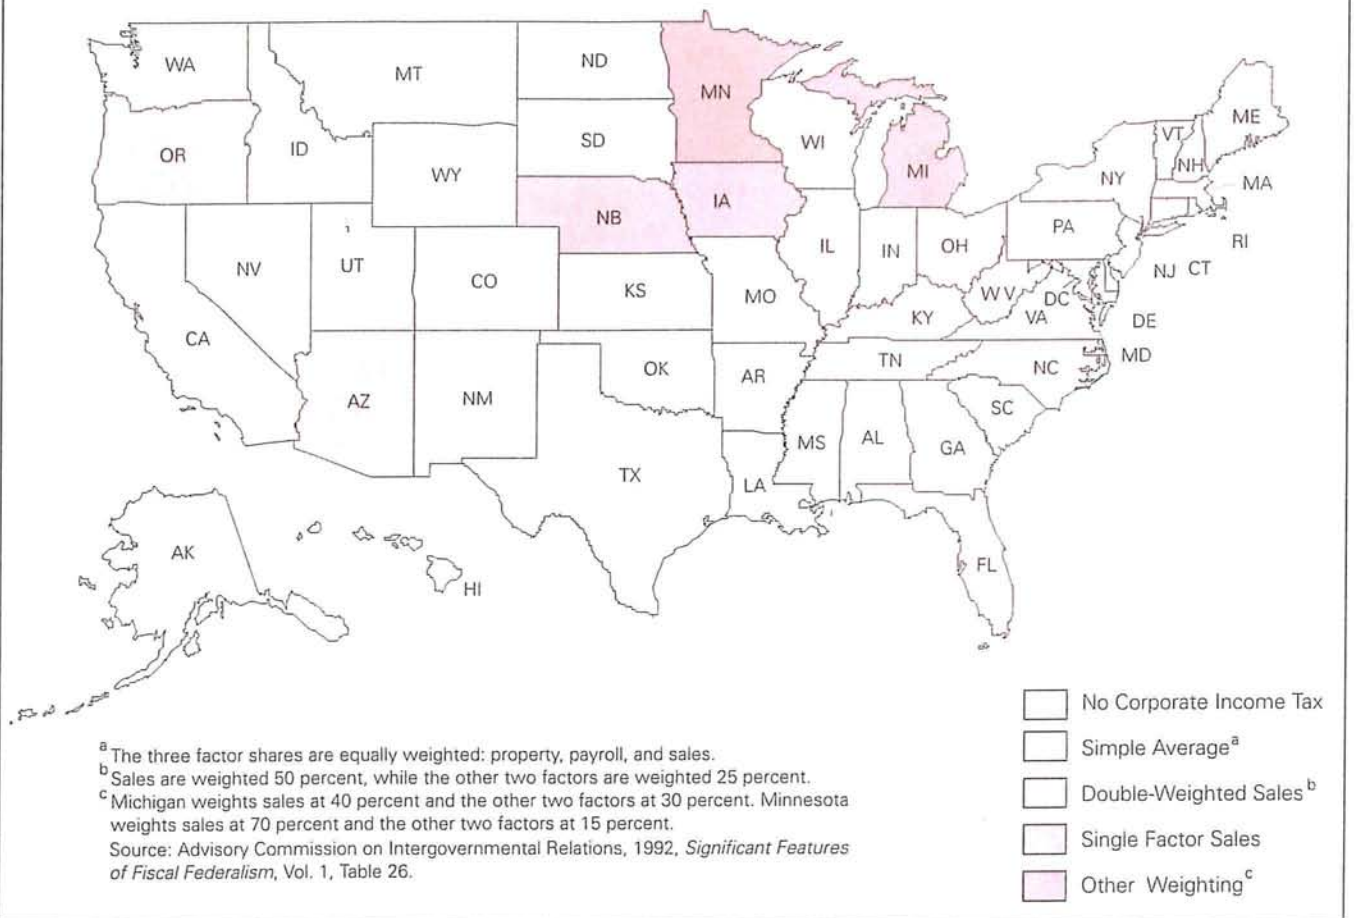 WA
MT
ND
MN
OR
ID
SD
WI
MI
VT
ME
NH
WY
NY
MA
NB
IA
PA
RI
NV
UT
CO
KS
MO
IL
IN
OH
NJ CT
WV
DC
CA
KY
VA
DE
OK
AR
TN
NC
MD
AZ
NM
MS
AL
GA
SC
TX
LA
AK
FL
HI
No Corporate Income Tax
Simple Average a
Double-Weighted Sales b
Single Factor Sales
Other Weighting c
a The three factor shares are equally weighted: property, payroll, and sales.
b Sales are weighted 50 percent, while the other two factors are weighted 25 percent.
c Michigan weights sales at 40 percent and the other two factors at 30 percent. Minnesota
weights sales at 70 percent and the other two factors at 15 percent.
Source: Advisory Commission on Intergovernmental Relations, 1992, Significant Features
of Fiscal Federalism, Vol. 1, Table 26.